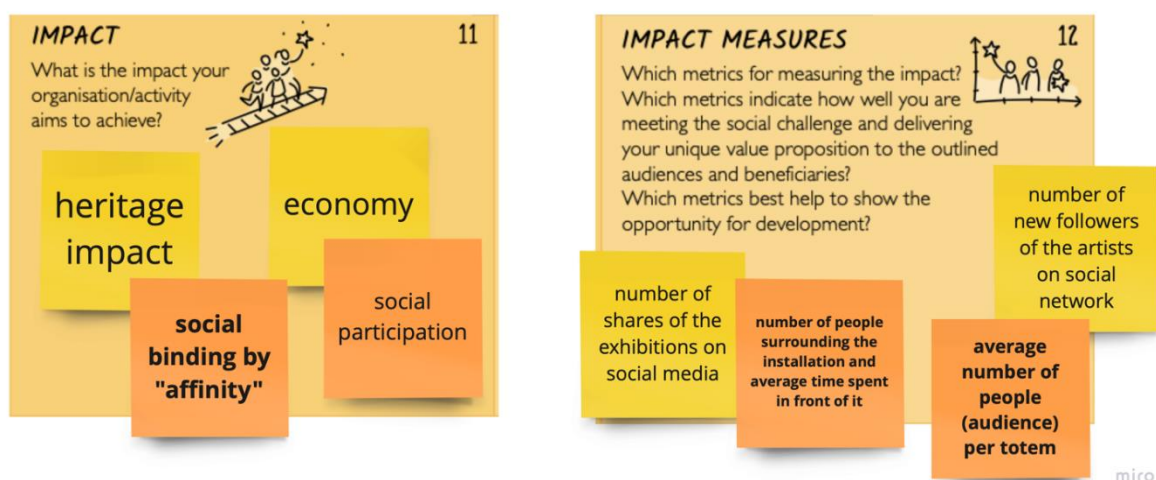 IMPACT
11
What is the impact your
organisation/activity
aims to achieve?
heritage
impact
economy
social
binding by
"affinity"
social
participation
IMPACT MEASURES
12
Which metrics for measuring the impact?
Which metrics indicate how well you are
meeting the social challenge and delivering
your unique value proposition to the outlined
audiences and beneficiaries?
Which metrics best help to show the
opportunity for development?
number of
new followers
of the artists
on social
network
number of
shares of the
exhibitions on
social media
number of people
surrounding the
installation and
average time spent
in front of it
average
number of
people
(audience)
per totem
miro